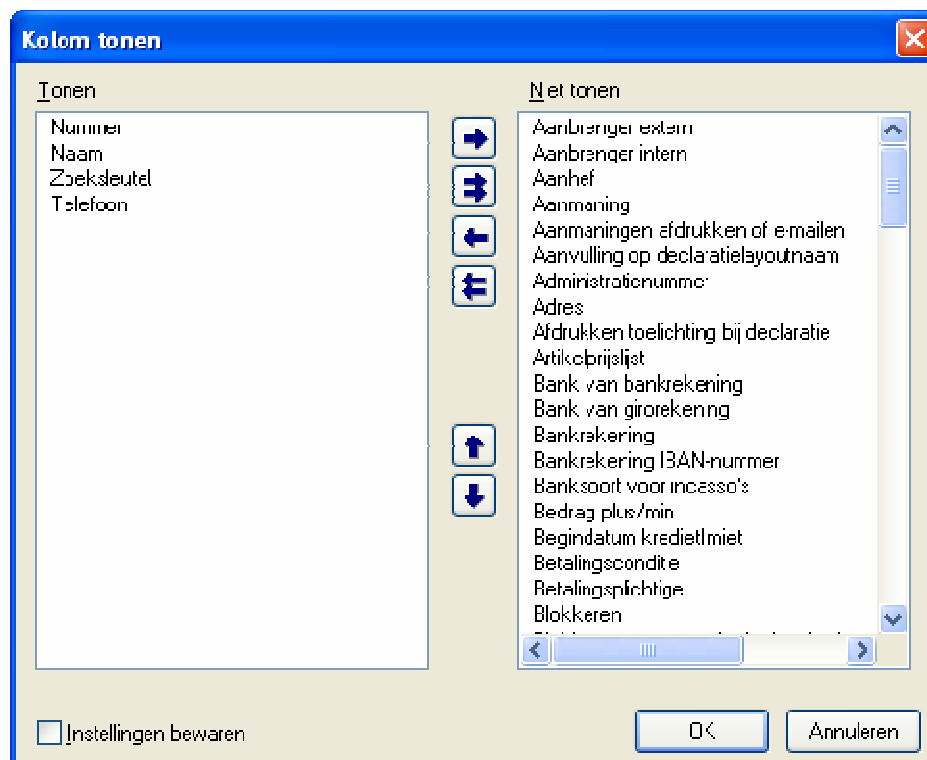 Kolom tonen
Tonen
Nummer
Naam
Zoeksleutel
Telefoon
Niet tonen
Aanbrenger extern
Aanbrenger intern
Aanhef
Aanmaning
Aanmaningen afdrukken of e-mailen
Aanvulling op declaratielayoutnaam
Administratienummer
Adres
Afdrukken toelichting bij declaratie
Artikelprijslijst
Bank van bankrekening
Bank van girorekening
Bankrekening
Bankrekening IBAN-nummer
Banksoort voor incasso's
Bedrag plus/min
Begindatum kredietlimiet
Betalingsconditie
Betalingsplichtige
Blokkeren
Instellingen bewaren
OK
Annuleren